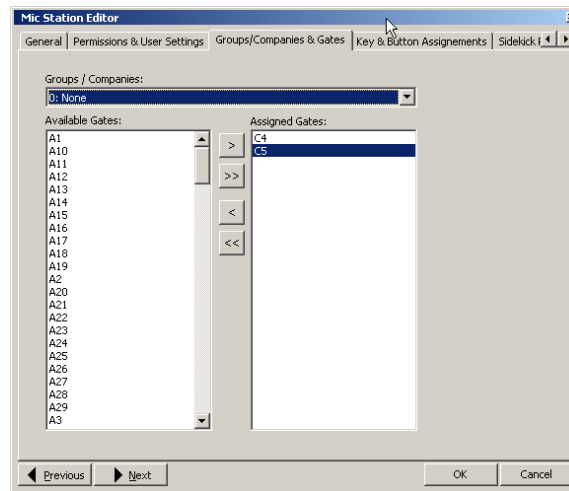 Mic Station Editor
General Permissions & User Settings Groups/Companies & Gates Key & Button Assignements Sidekick
Groups / Companies:
0: None
Available Gates: Assigned Gates:
A1 > C4
A10 C5
A11
A12 >>
A13
A14
A15 <
A16
A17 <<
A18
A19
A2
A20
A21
A22
A23
A24
A25
A26
A27
A28
A29
A3
Previous Next OK Cancel